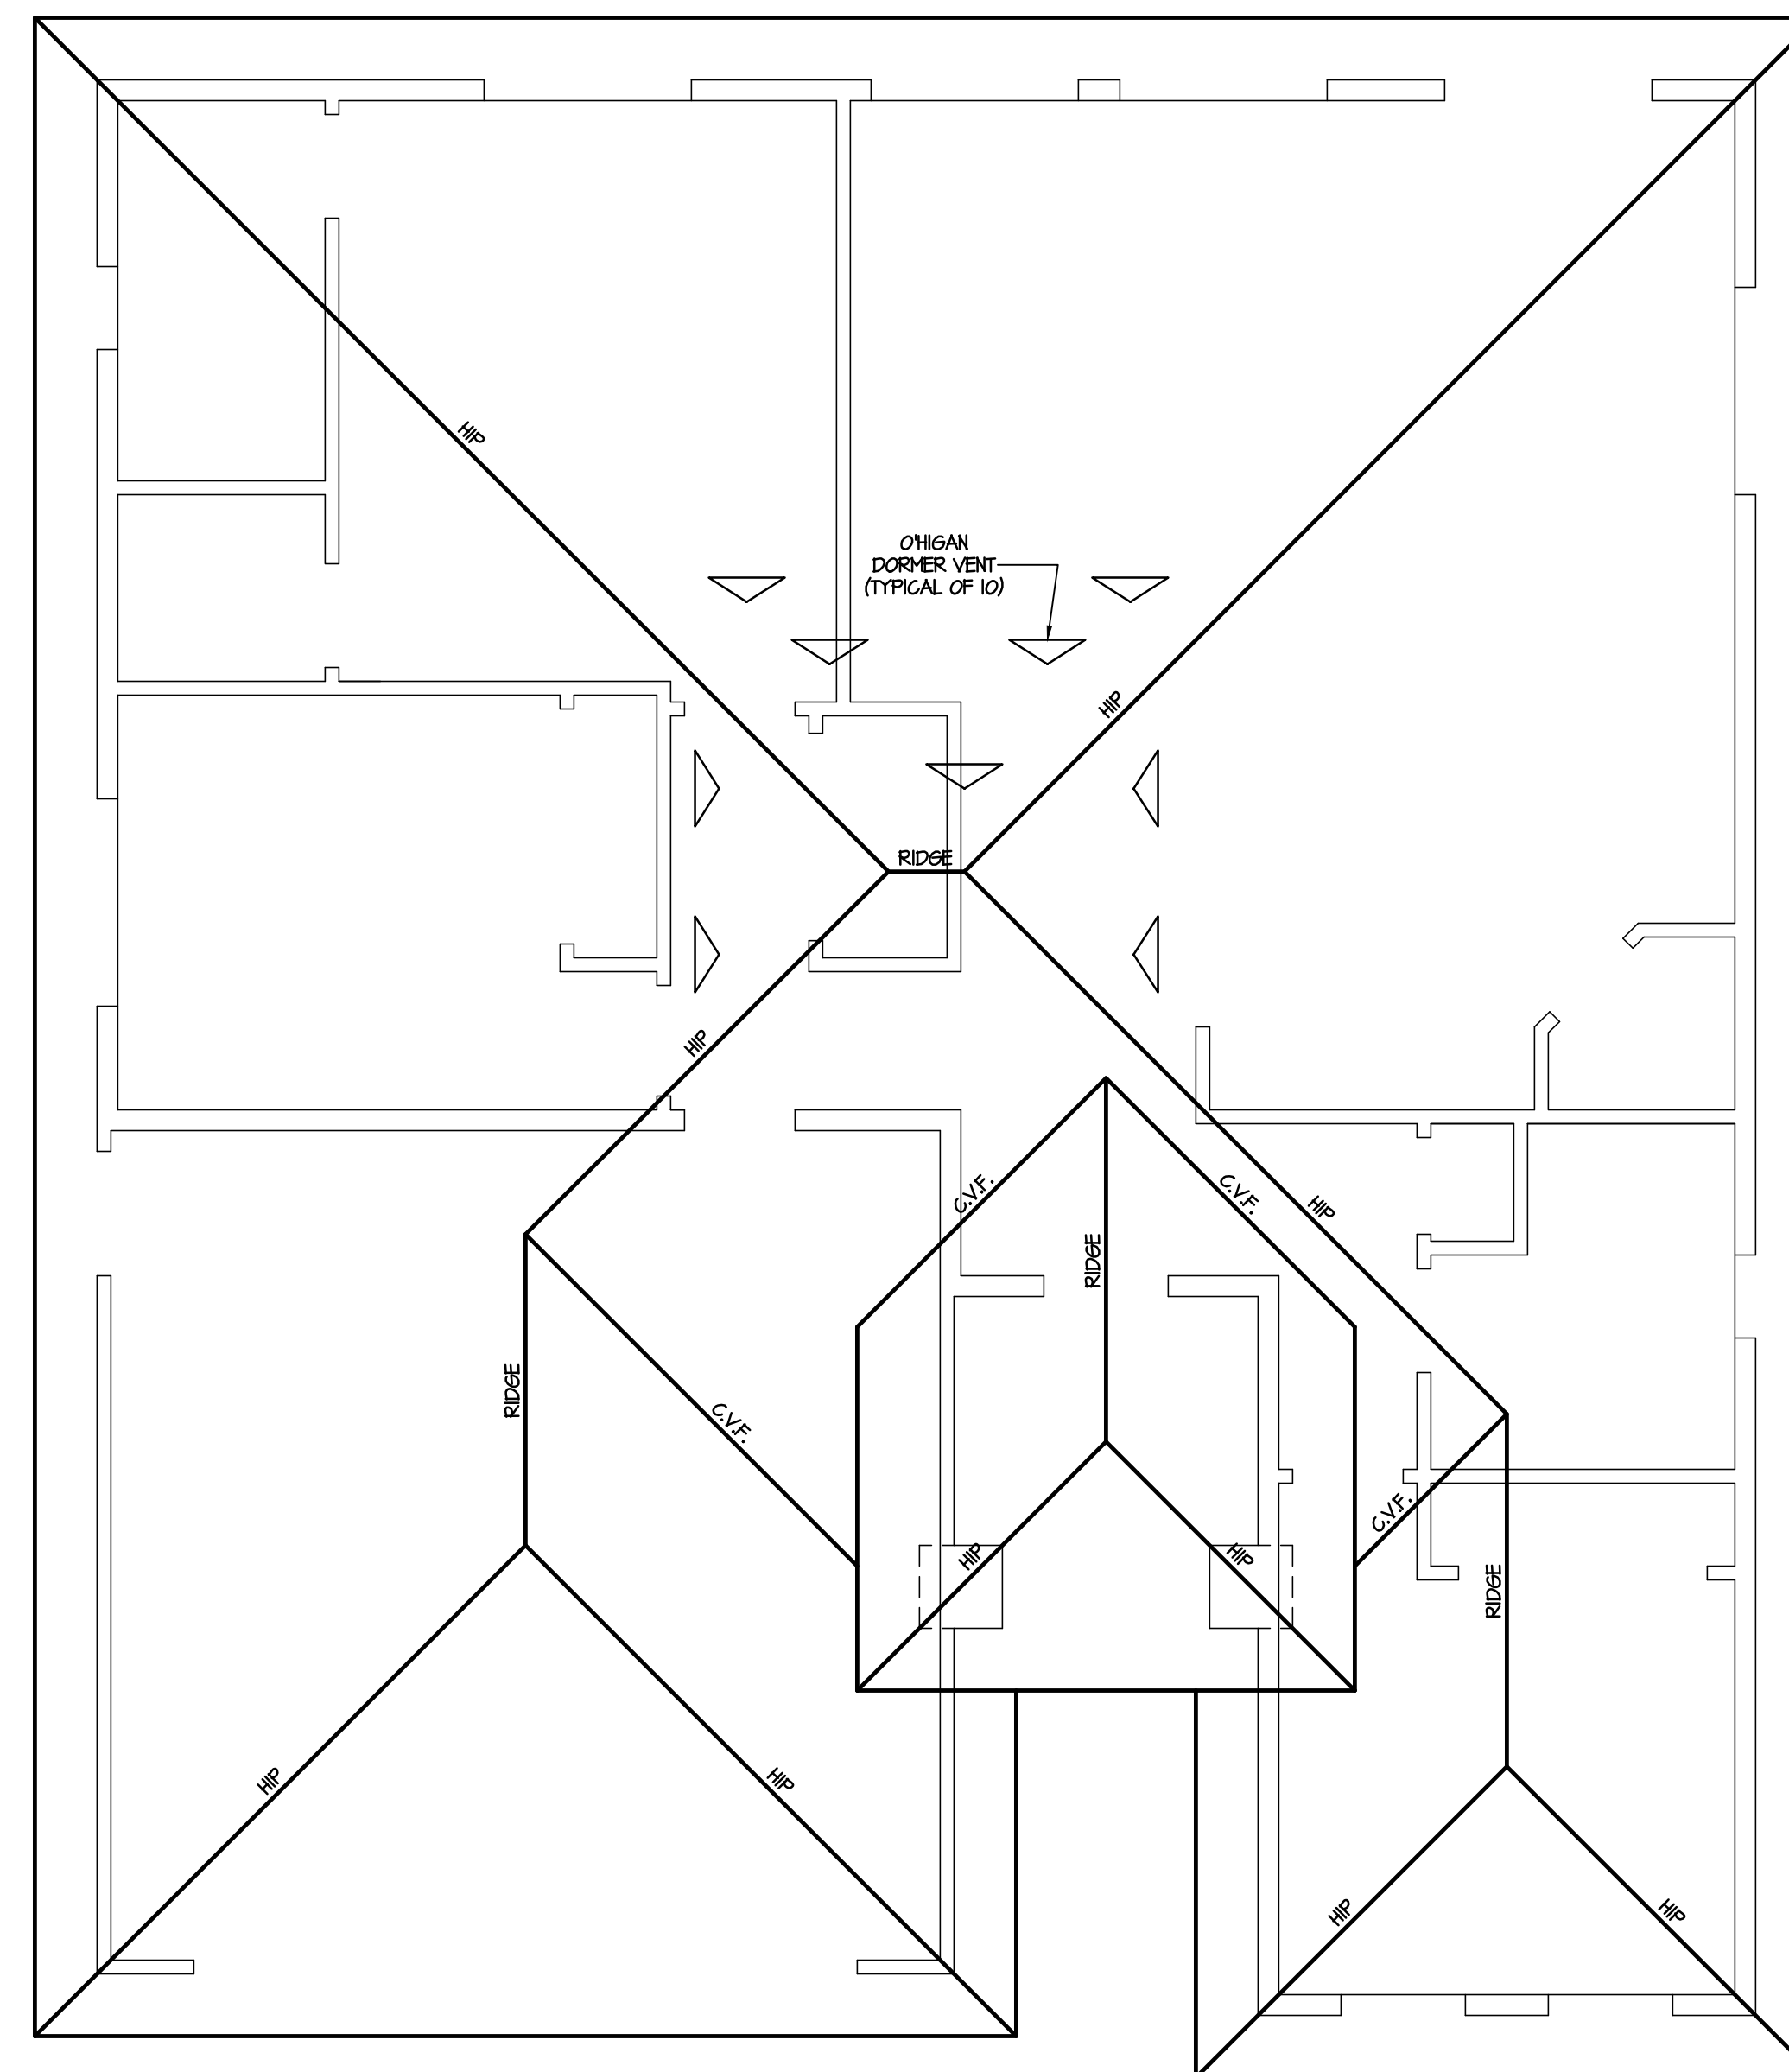 HIP
O'HIGAN
DORMER VENT
(TYPICAL OF 10)
HIP
RIDGE
HIP
C.V.F.
C.V.F.
HIP
RIDGE
RIDGE
C.V.F.
C.V.F.
HIP
HIP
RIDGE
HIP
HIP
HIP
HIP